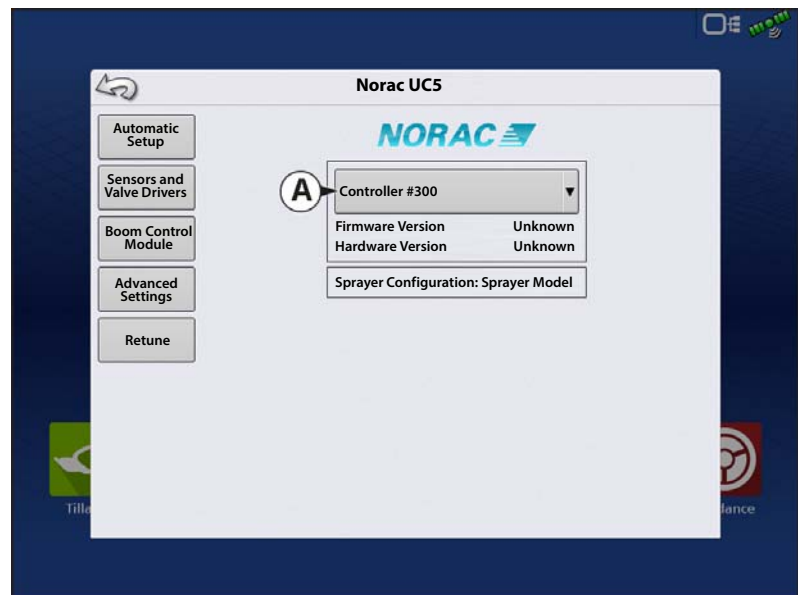 Norac UC5
Automatic
Setup
Sensors and
Valve Drivers
Boom Control
Module
Advanced
Settings
Retune
NORAC
A
Controller #300
Firmware Version Unknown
Hardware Version Unknown
Sprayer Configuration: Sprayer Model
Tilla
dance